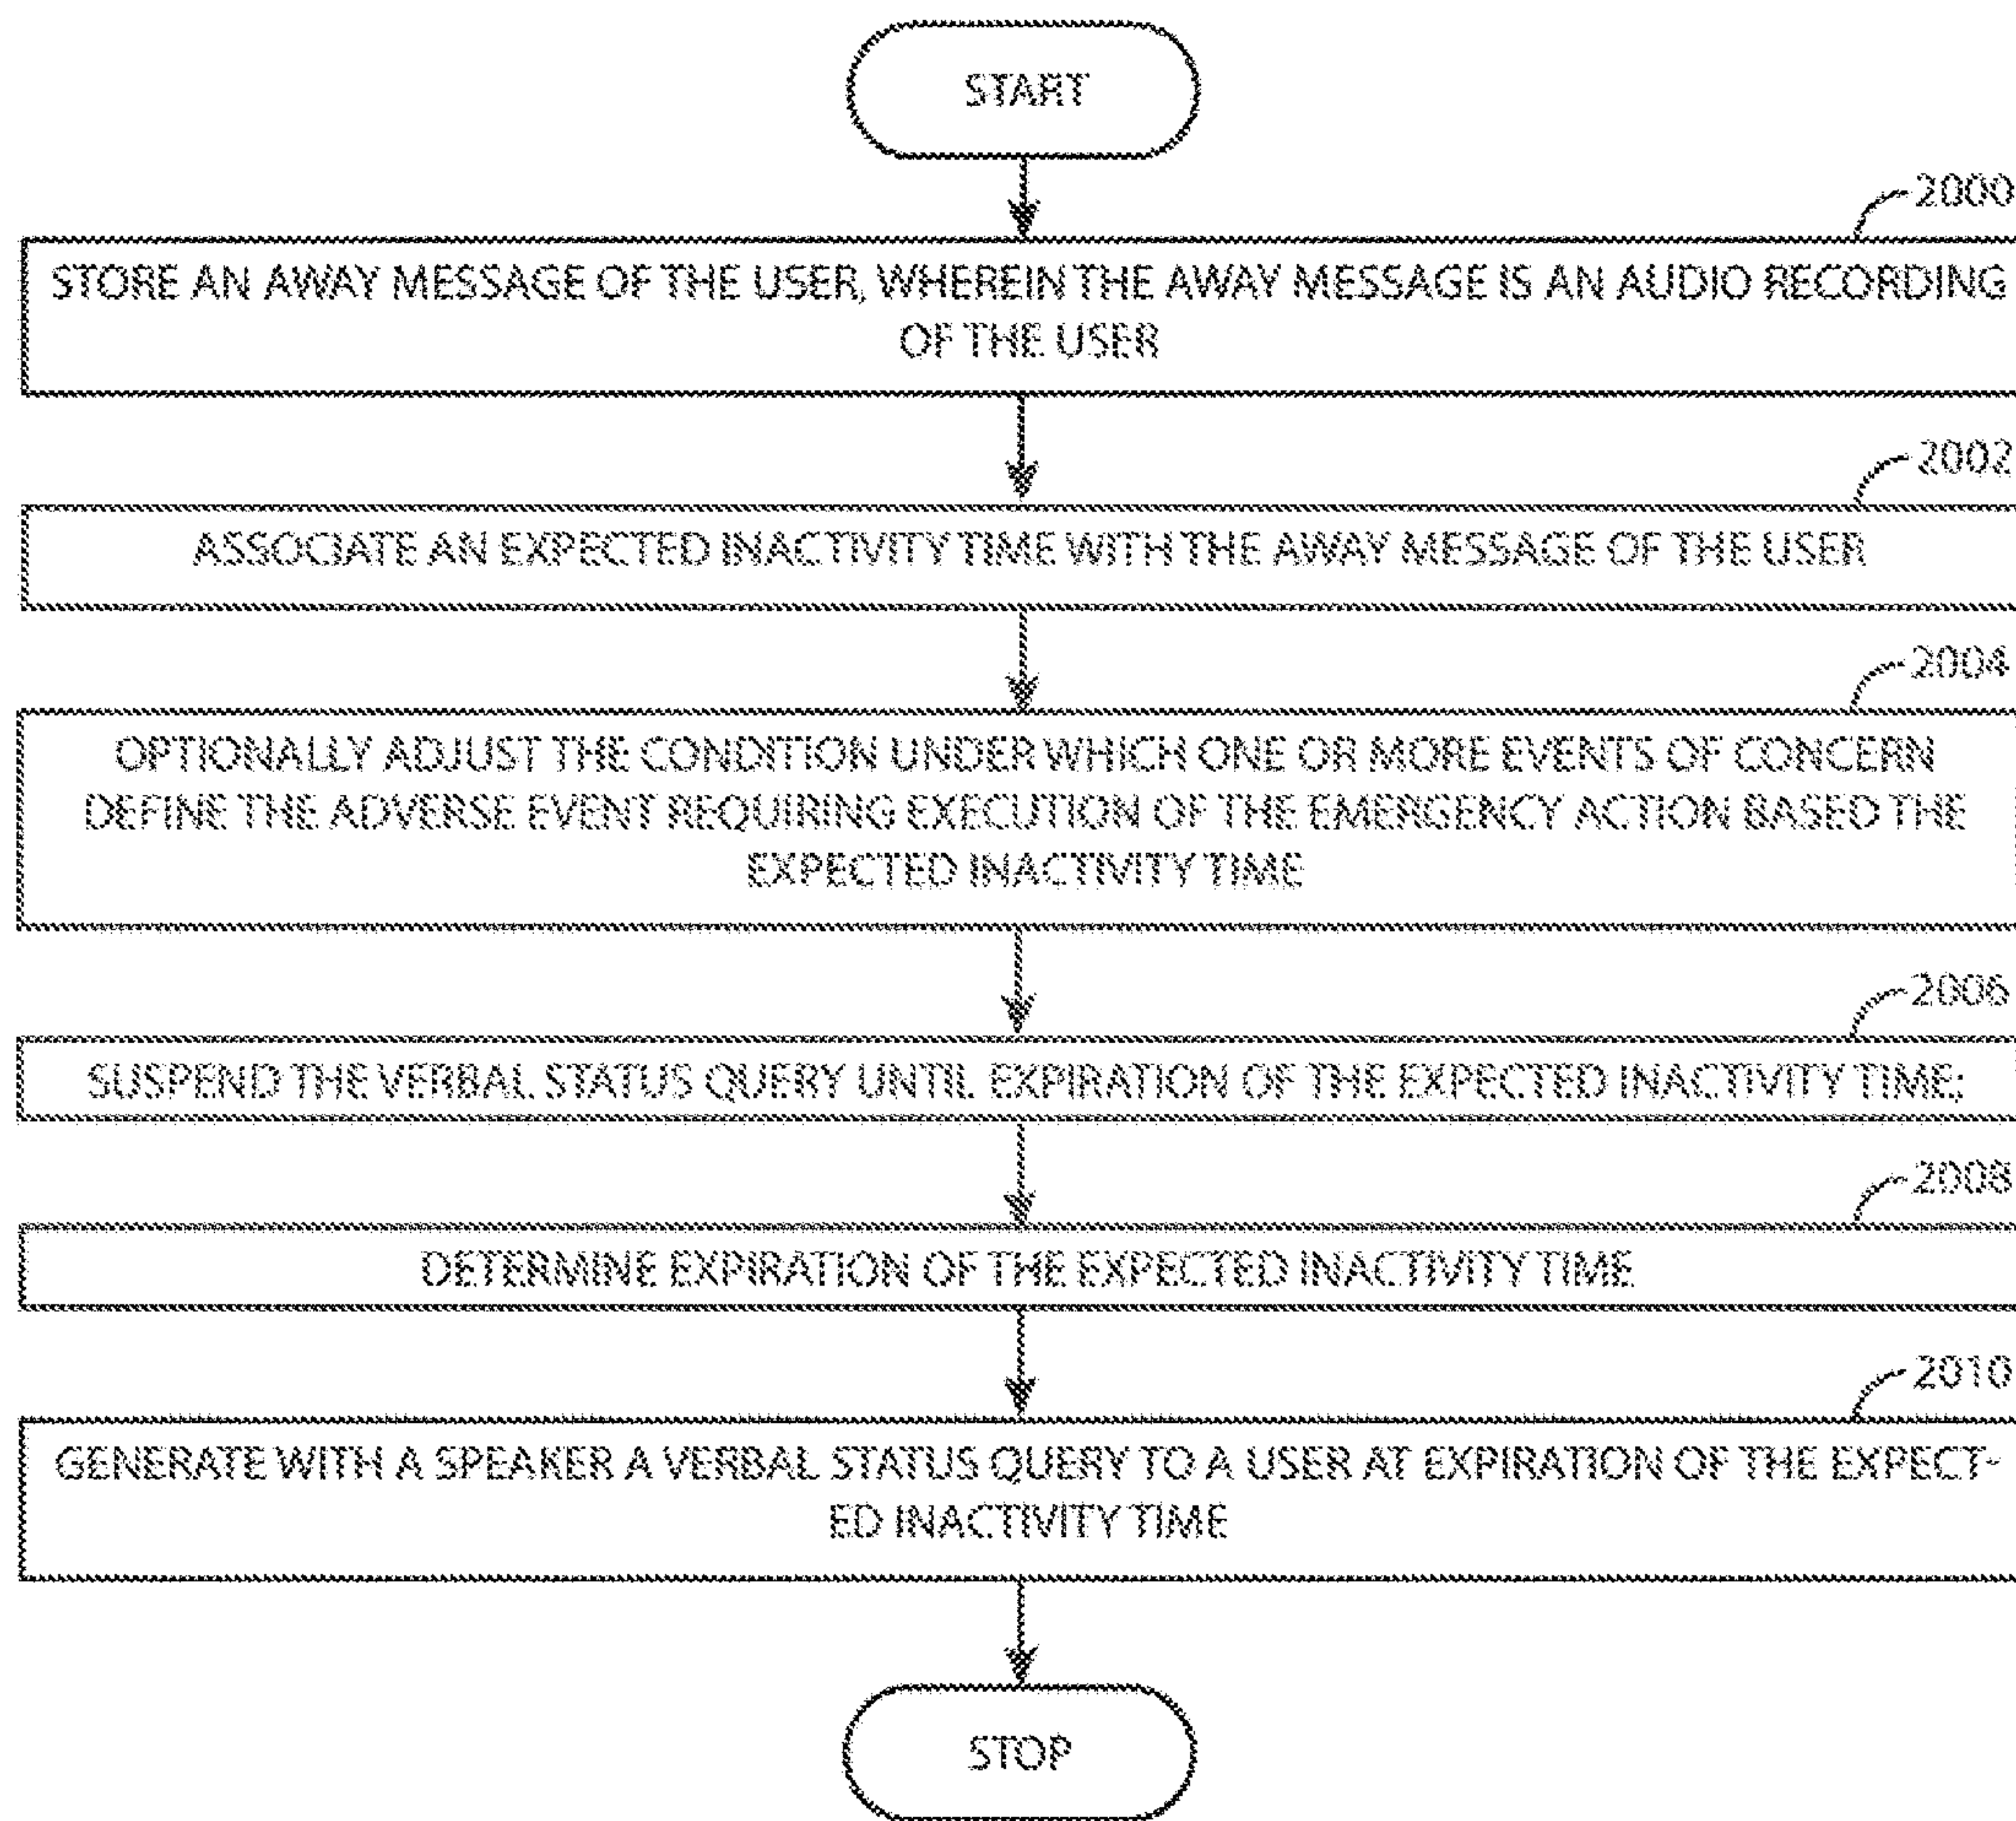 START
2000
STORE AN AWAY MESSAGE OF THE USER, WHEREIN THE AWAY MESSAGE IS AN AUDIO RECORDING
OF THE USER
2002
ASSOCIATE AN EXPECTED INACTIVITY TIME WITH THE AWAY MESSAGE OF THE USER
2004
OPTIONALLY ADJUST THE CONDITION UNDER WHICH ONE OR MORE EVENTS OF CONCERN
DEFINE THE ADVERSE EVENT REQUIRING EXECUTION OF THE EMERGENCY ACTION BASED THE
EXPECTED INACTIVITY TIME
2006
SUSPEND THE VERBAL STATUS QUERY UNTIL EXPIRATION OF THE EXPECTED INACTIVITY TIME;
2008
DETERMINE EXPIRATION OF THE EXPECTED INACTIVITY TIME
2010
GENERATE WITH A SPEAKER A VERBAL STATUS QUERY TO A USER AT EXPIRATION OF THE EXPECT-
ED INACTIVITY TIME
STOP